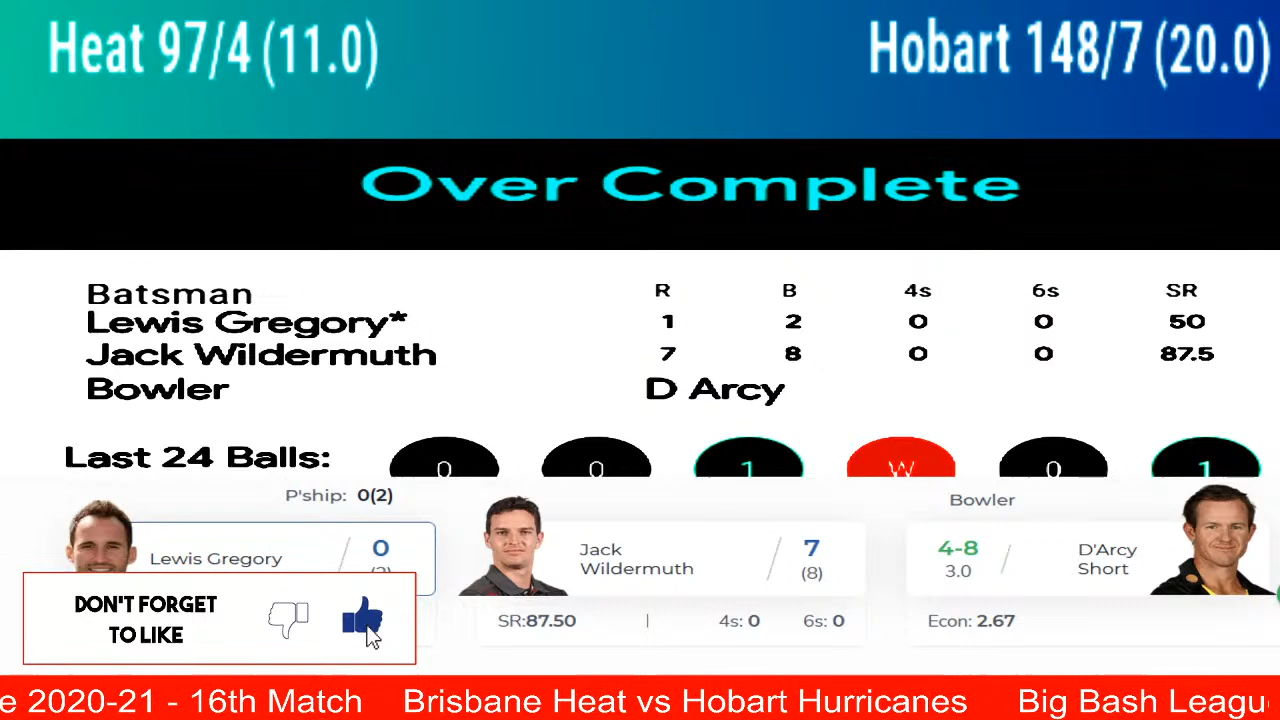 Heat 97/4 (11.0) Hobart 148/7 (20.0)
Over Complete
Batsman R B 4s 6s SR
Lewis Gregory* 1 2 0 0 50
Jack Wildermuth 7 8 0 0 87.5
Bowler D Arcy
Last 24 Balls: 0 0 1 W 0 1
P'ship: 0(2)
Bowler
Lewis Gregory / 0
Jack Wildermuth / 7 (8)
4-8 3.0 / D'Arcy Short
SR:87.50 | 4s: 0 6s: 0
Econ: 2.67
DON'T FORGET
TO LIKE
e 2020-21 - 16th Match Brisbane Heat vs Hobart Hurricanes Big Bash Leagu